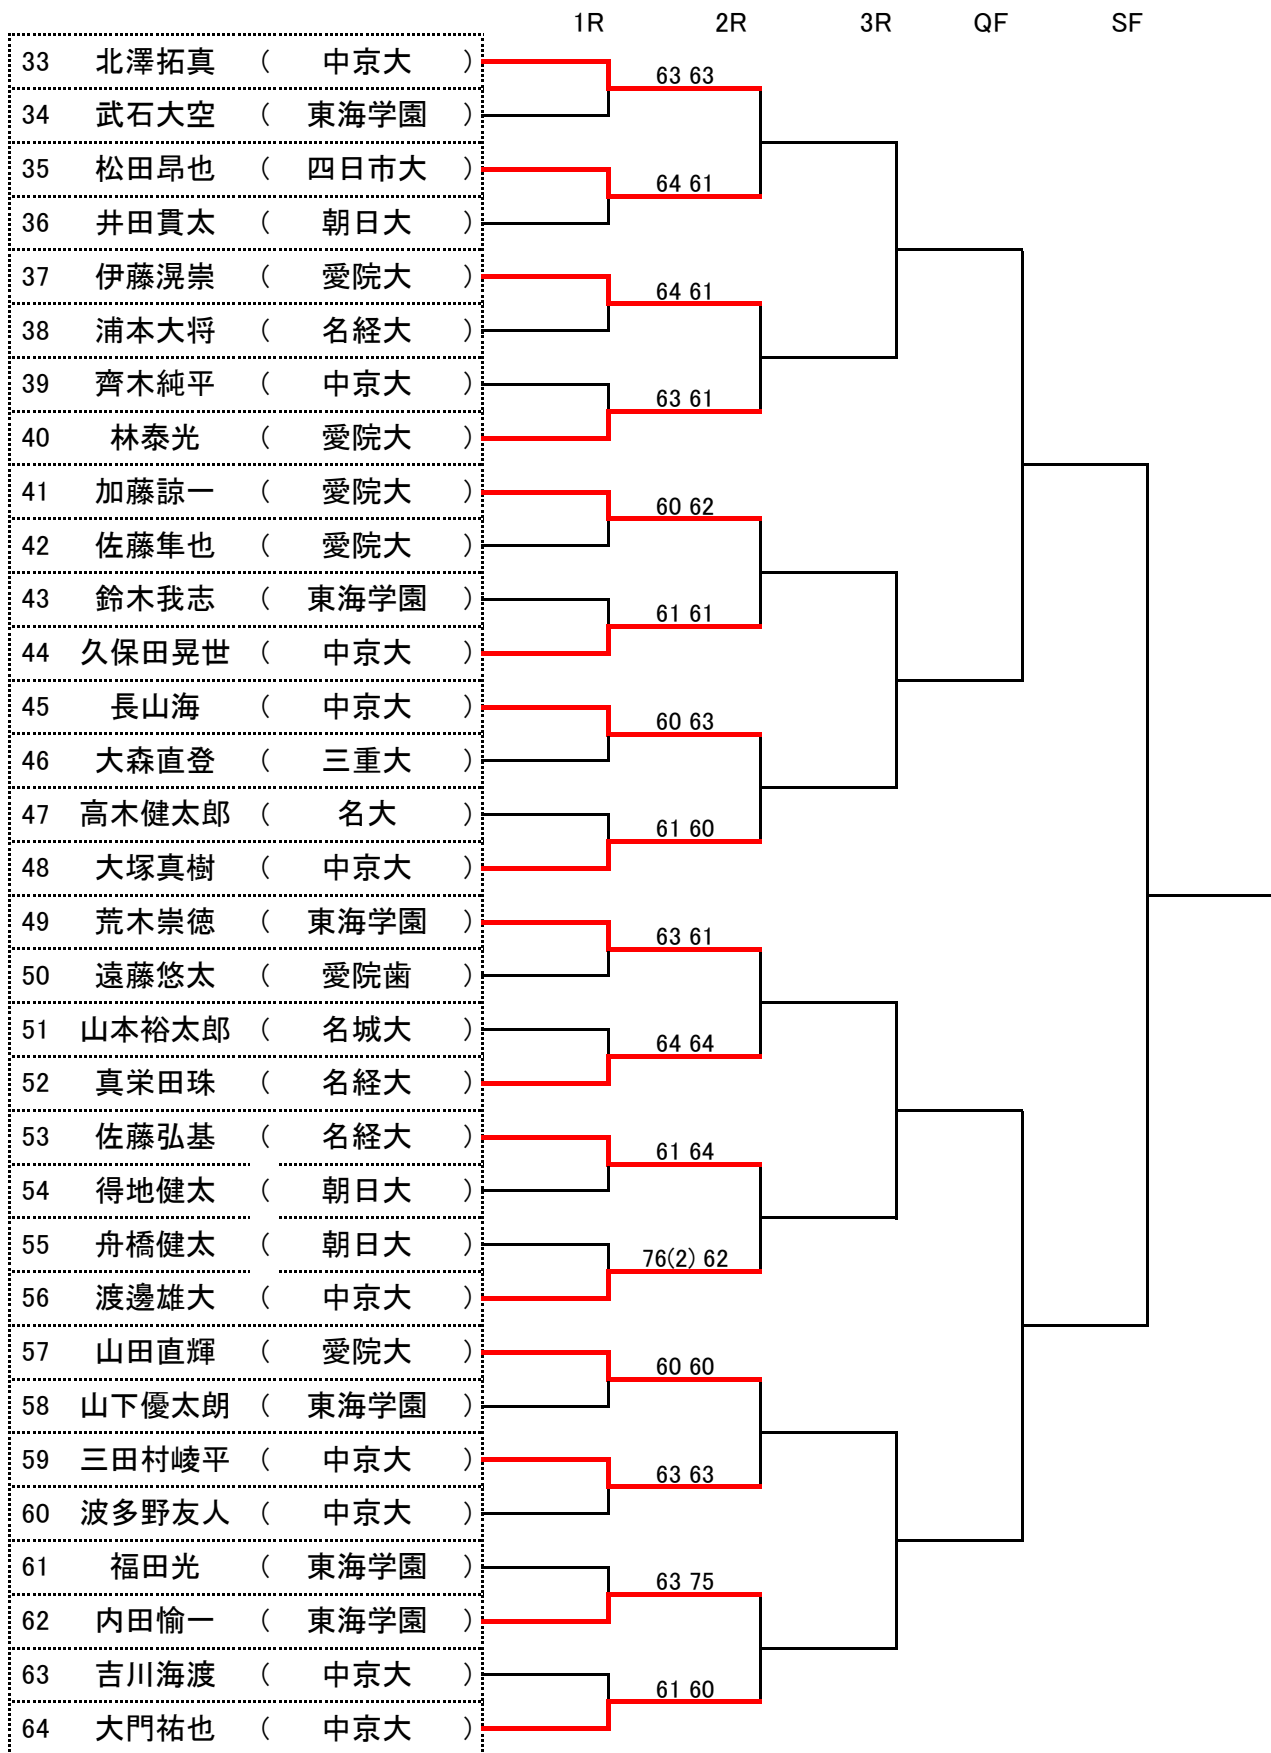 1R 2R 3R QF SF
33 北澤拓真 ( 中京大 )
63 63
34 武石大空 ( 東海学園 )
35 松田昂也 ( 四日市大 )
64 61
36 井田貫太 ( 朝日大 )
37 伊藤滉崇 ( 愛院大 )
64 61
38 浦本大将 ( 名経大 )
39 齊木純平 ( 中京大 )
63 61
40 林泰光 ( 愛院大 )
41 加藤諒一 ( 愛院大 )
60 62
42 佐藤隼也 ( 愛院大 )
43 鈴木我志 ( 東海学園 )
61 61
44 久保田晃世 ( 中京大 )
45 長山海 ( 中京大 )
60 63
46 大森直登 ( 三重大 )
47 高木健太郎 ( 名大 )
61 60
48 大塚真樹 ( 中京大 )
49 荒木崇徳 ( 東海学園 )
63 61
50 遠藤悠太 ( 愛院歯 )
51 山本裕太郎 ( 名城大 )
64 64
52 真栄田珠 ( 名経大 )
53 佐藤弘基 ( 名経大 )
61 64
54 得地健太 ( 朝日大 )
55 舟橋健太 ( 朝日大 )
76(2) 62
56 渡邊雄大 ( 中京大 )
57 山田直輝 ( 愛院大 )
60 60
58 山下優太朗 ( 東海学園 )
59 三田村崚平 ( 中京大 )
63 63
60 波多野友人 ( 中京大 )
61 福田光 ( 東海学園 )
63 75
62 内田愉一 ( 東海学園 )
63 吉川海渡 ( 中京大 )
61 60
64 大門祐也 ( 中京大 )